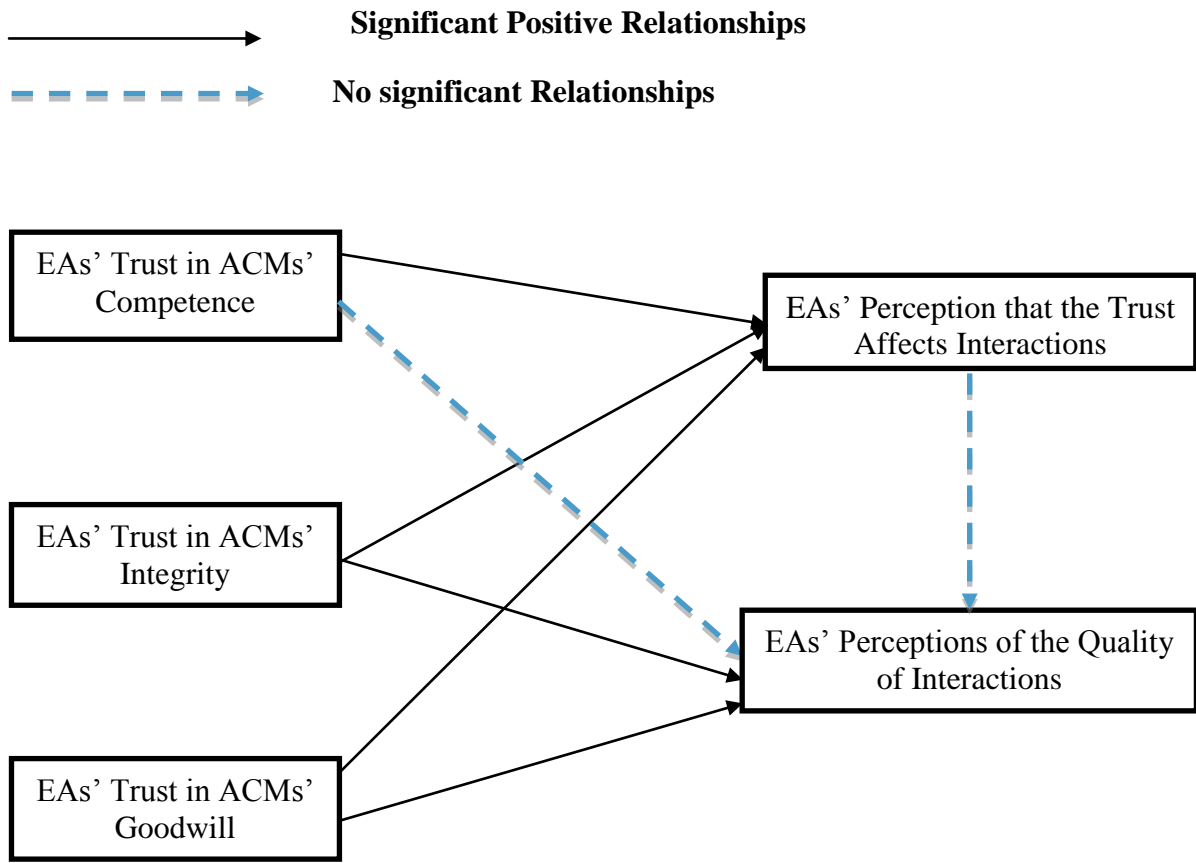 Significant Positive Relationships
No significant Relationships
EAs’ Trust in ACMs’
Competence
EAs’ Perception that the Trust
Affects Interactions
EAs’ Trust in ACMs’
Integrity
EAs’ Perceptions of the Quality
of Interactions
EAs’ Trust in ACMs’
Goodwill